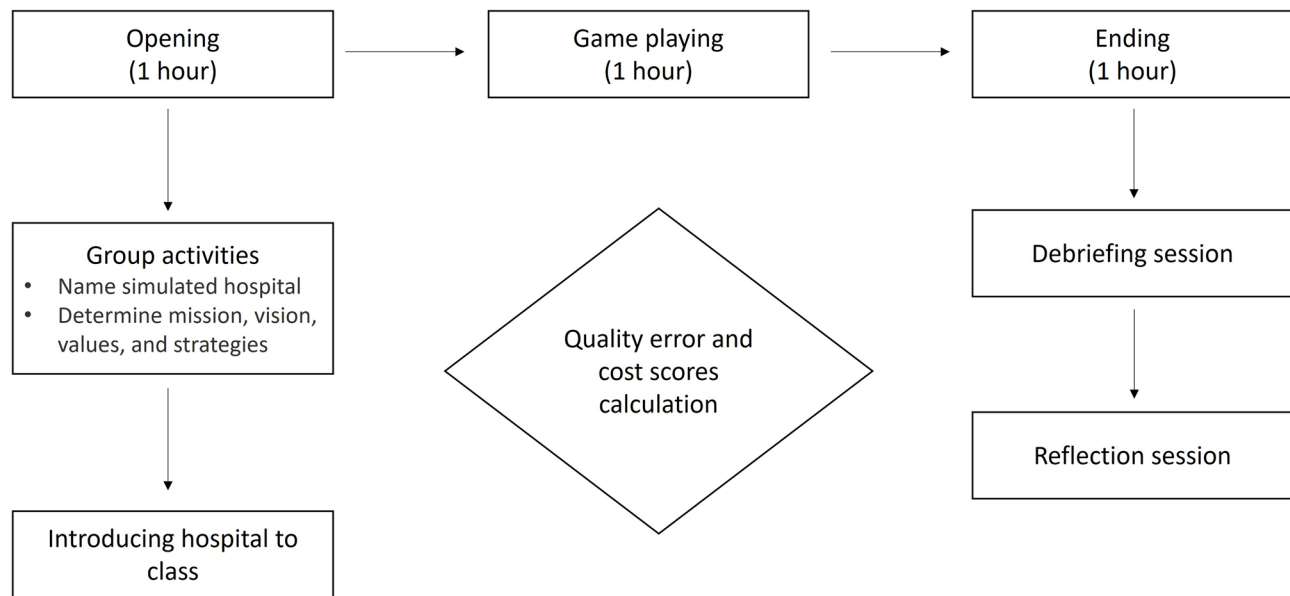 Opening
(1 hour)
Game playing
(1 hour)
Ending
(1 hour)
Group activities
• Name simulated hospital
• Determine mission, vision,
values, and strategies
Introducing hospital to
class
Quality error and
cost scores
calculation
Debriefing session
Reflection session